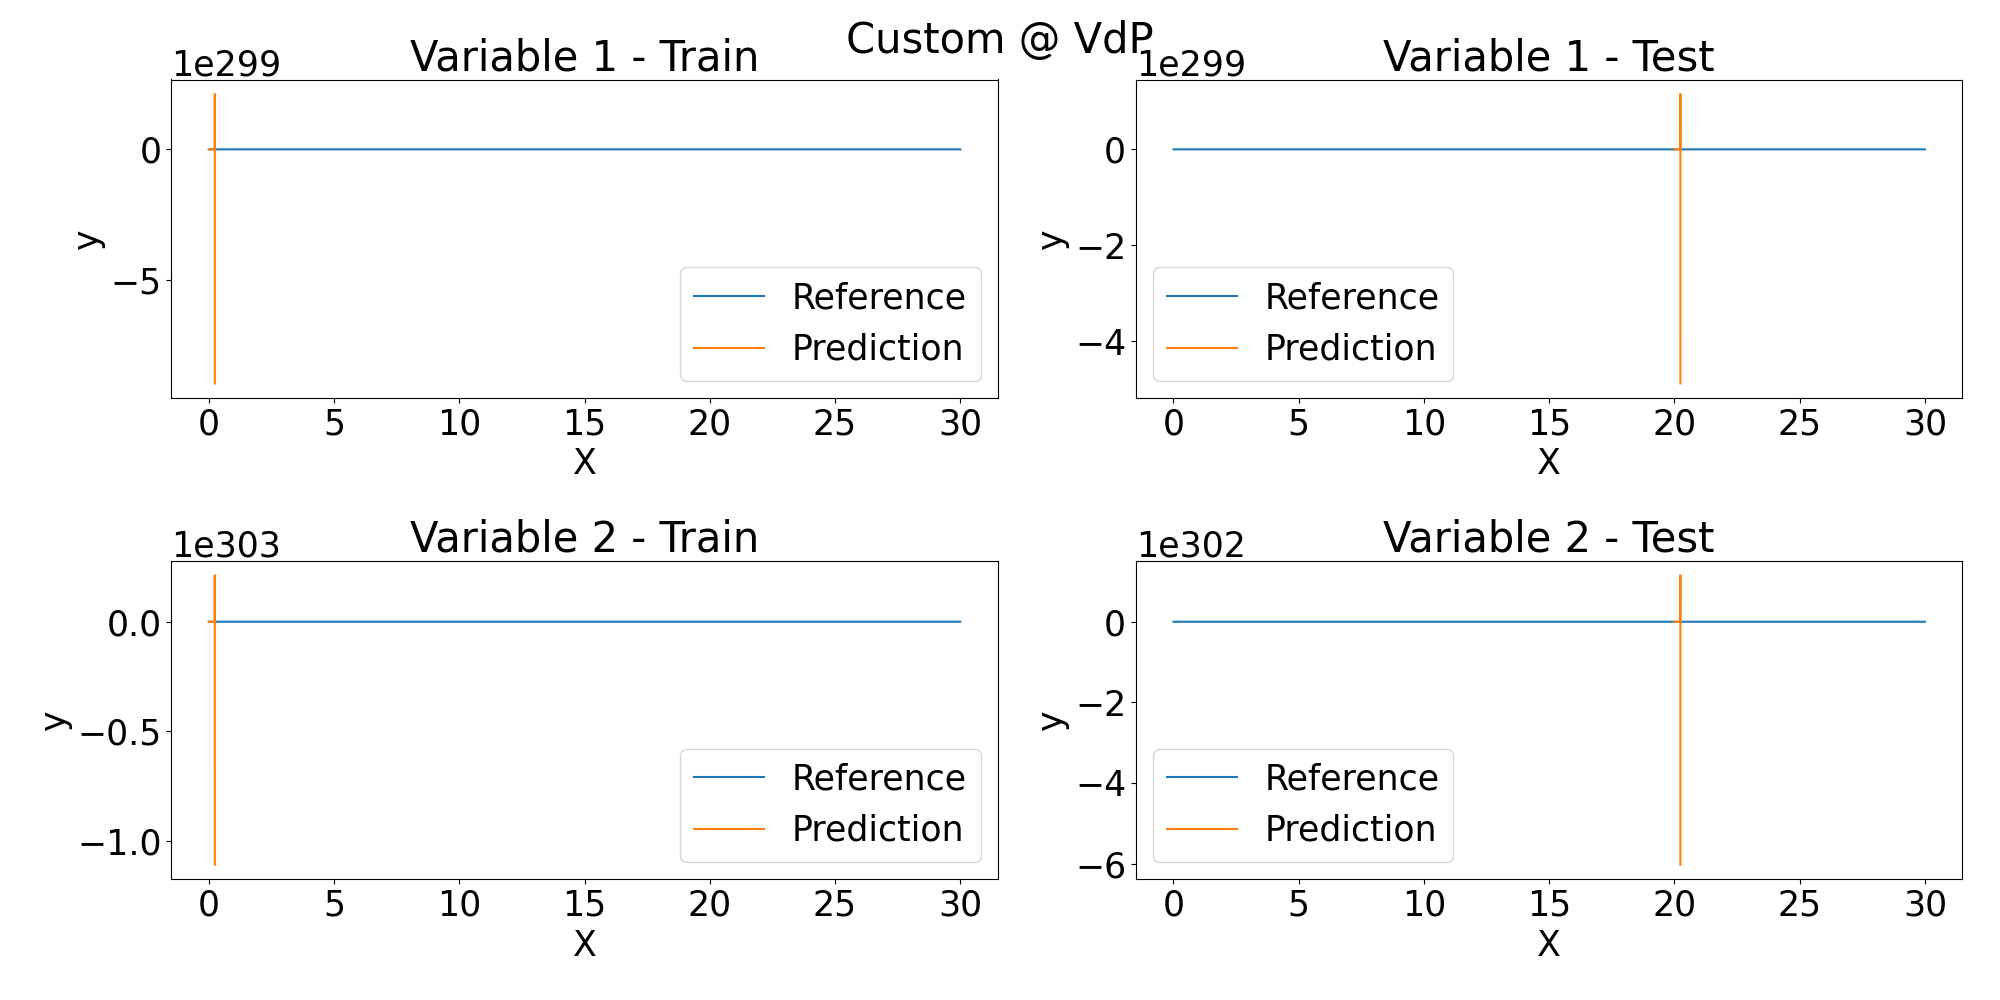 Custom @ VdP
Variable 1 - Train
1e299
0
−5
y
Reference
Prediction
0 5 10 15 20 25 30
X
Variable 1 - Test
1e299
0
−2
−4
y
Reference
Prediction
0 5 10 15 20 25 30
X
Variable 2 - Train
1e303
0.0
−0.5
−1.0
y
Reference
Prediction
0 5 10 15 20 25 30
X
Variable 2 - Test
1e302
0
−2
−4
−6
y
Reference
Prediction
0 5 10 15 20 25 30
X